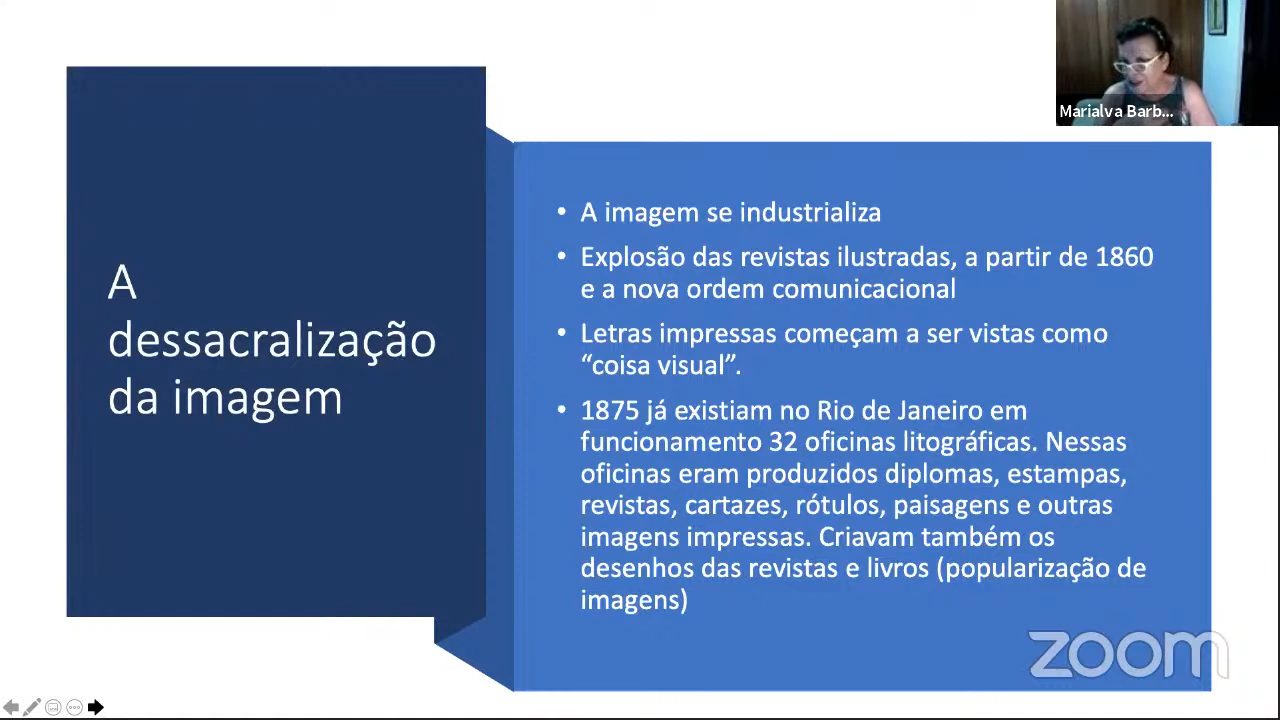 Marialva Barb...
A
dessacralização
da imagem
• A imagem se industrializa
• Explosão das revistas ilustradas, a partir de 1860
e a nova ordem comunicacional
• Letras impressas começam a ser vistas como
“coisa visual”.
• 1875 já existiam no Rio de Janeiro em
funcionamento 32 oficinas litográficas. Nessas
oficinas eram produzidos diplomas, estampas,
revistas, cartazes, rótulos, paisagens e outras
imagens impressas. Criavam também os
desenhos das revistas e livros (popularização de
imagens)
zoom